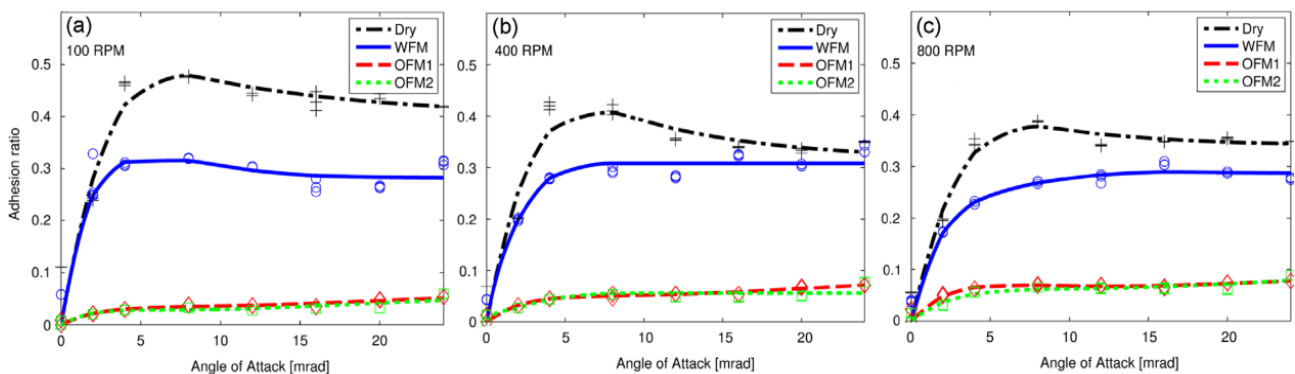 (a)
100 RPM
Dry
WFM
OFM1
OFM2
0.5
0.4
0.3
0.2
0.1
0
0 5 10 15 20
Adhesion ratio
Angle of Attack [mrad]
(b)
400 RPM
Dry
WFM
OFM1
OFM2
0.5
0.4
0.3
0.2
0.1
0
0 5 10 15 20
Angle of Attack [mrad]
(c)
800 RPM
Dry
WFM
OFM1
OFM2
0.5
0.4
0.3
0.2
0.1
0
0 5 10 15 20
Angle of Attack [mrad]